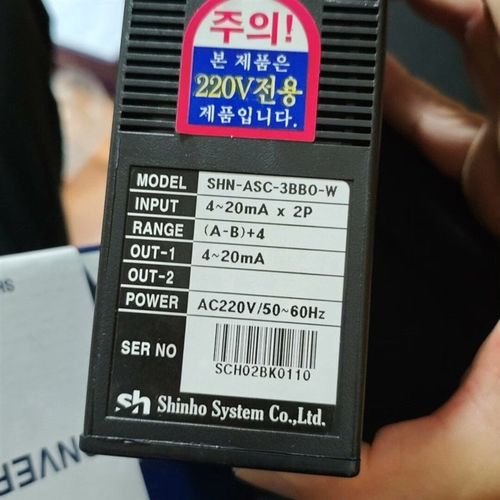 주의!
본 제품은
220V전용
제품입니다.
MODEL SHN-ASC-3BB0-W
INPUT 4~20mA x 2P
RANGE (A-B)+4
OUT-1 4~20mA
OUT-2
POWER AC220V/50~60Hz
SER NO
SCH02BK0110
sh Shinho System Co.,Ltd.